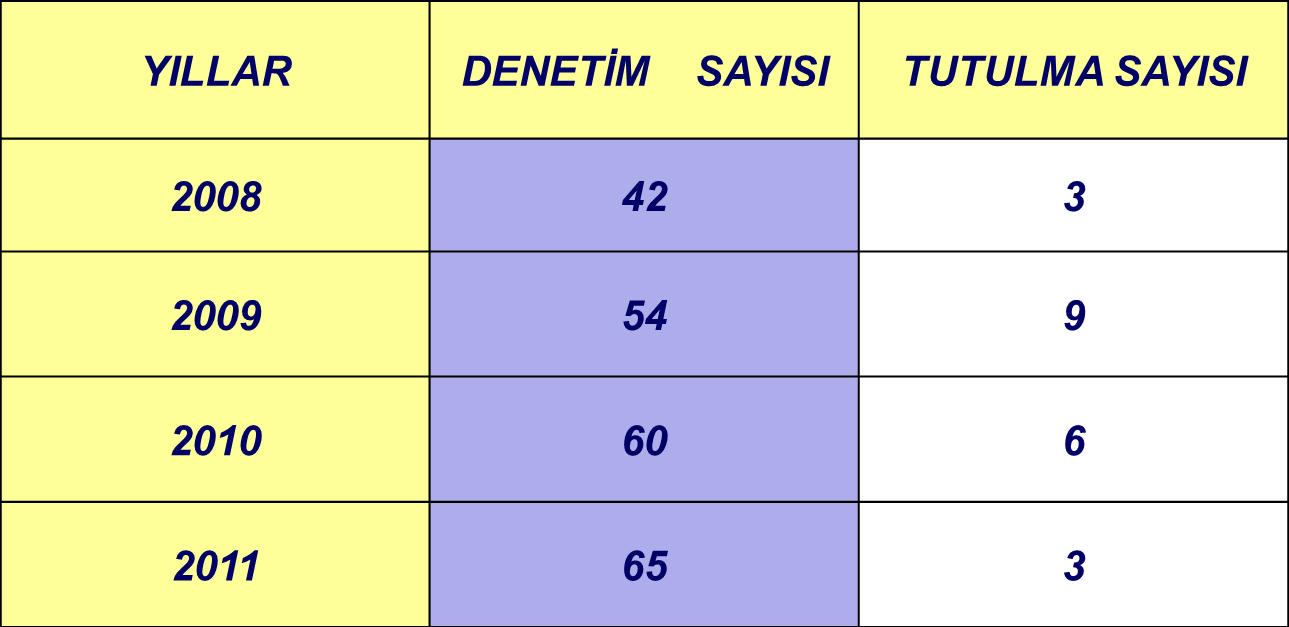 YILLAR DENETİM SAYISI TUTULMA SAYISI
2008 42 3
2009 54 9
2010 60 6
2011 65 3